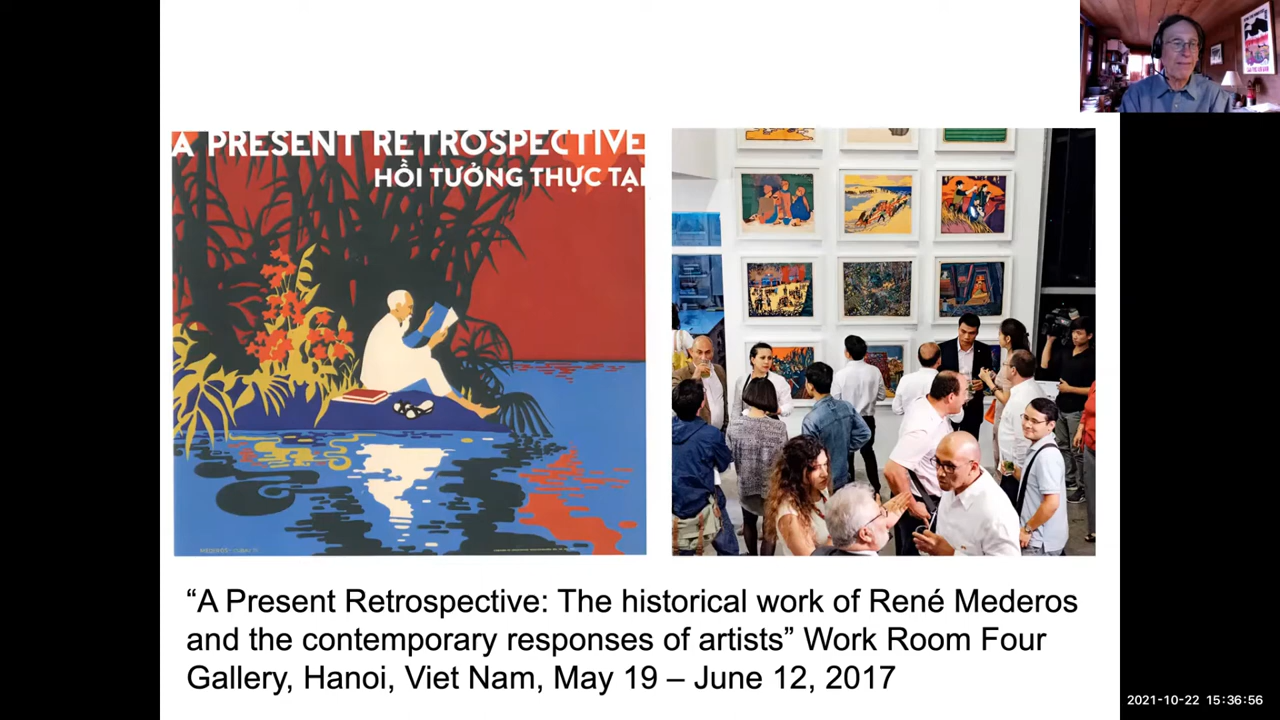 A PRESENT RETROSPECTIVE
HỒI TƯỞNG THỰC TẠI
“A Present Retrospective: The historical work of René Mederos
and the contemporary responses of artists” Work Room Four
Gallery, Hanoi, Viet Nam, May 19 – June 12, 2017
2021-10-22 15:36:56